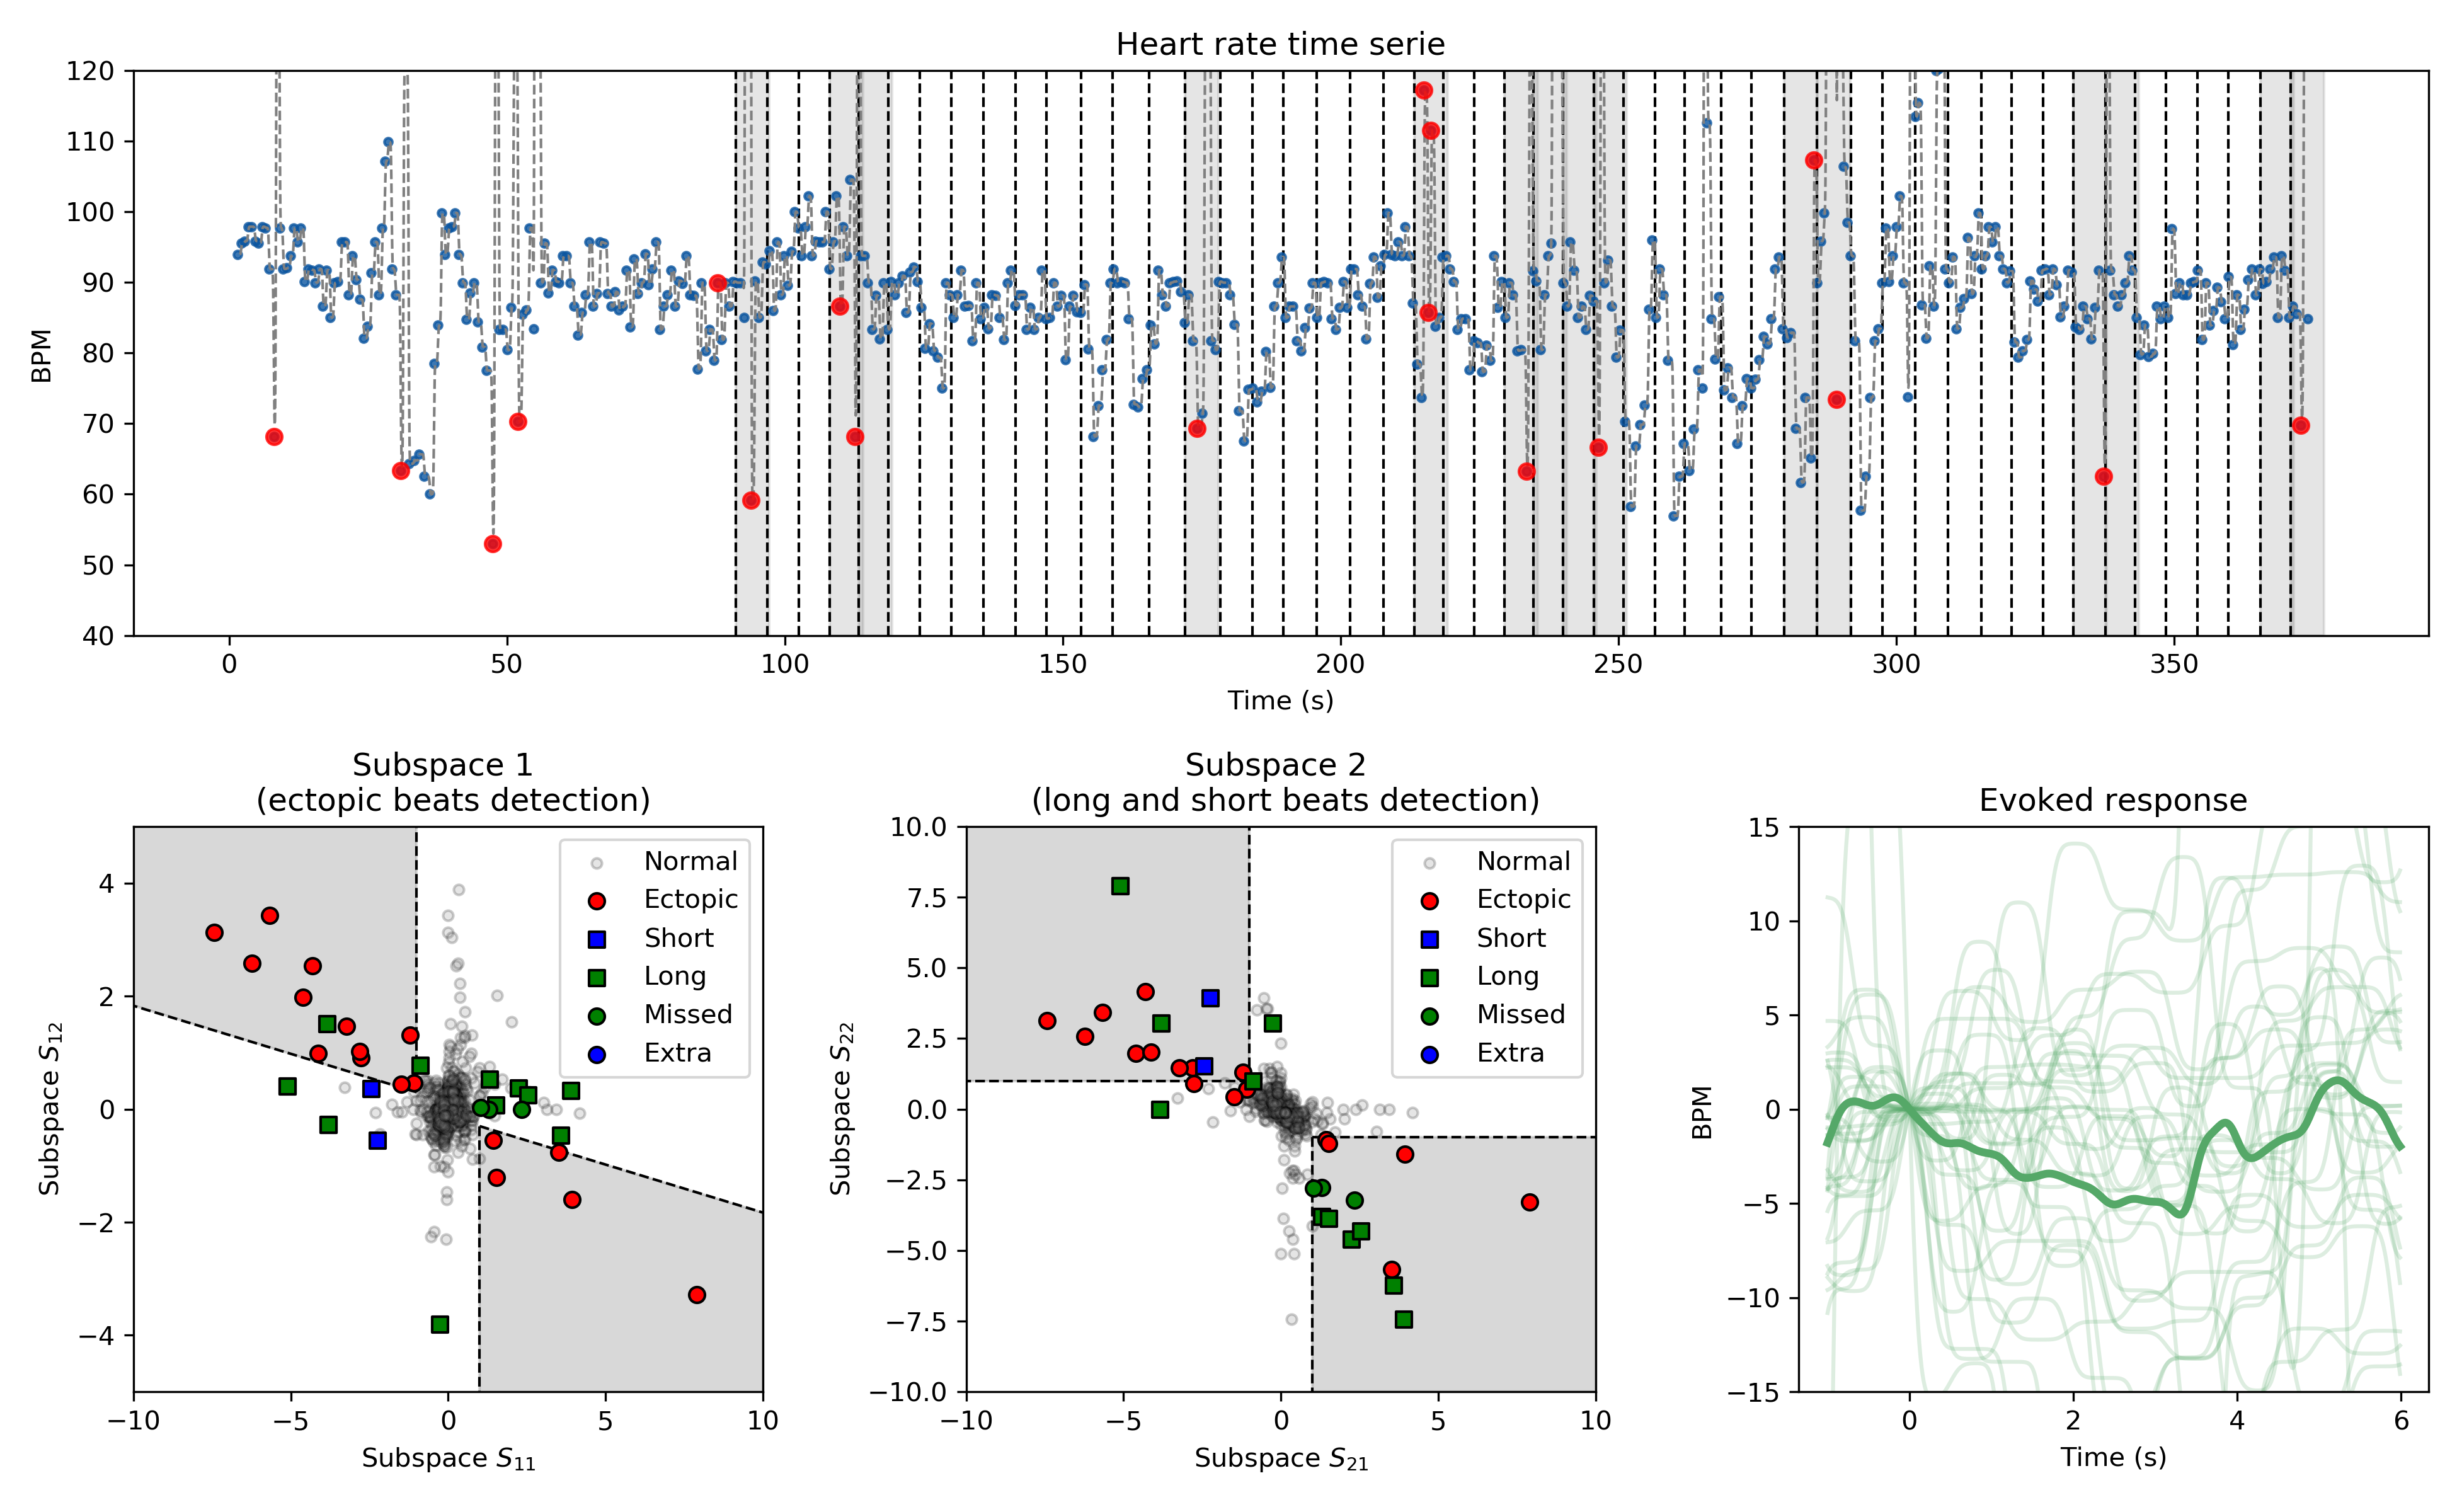 Heart rate time serie
120
110
100
90
80
70
60
50
40
BPM
0 50 100 150 200 250 300 350
Time (s)
Subspace 1
(ectopic beats detection)
4
2
0
−2
−4
Subspace S12
−10 −5 0 5 10
Subspace S11
Normal
Ectopic
Short
Long
Missed
Extra
Subspace 2
(long and short beats detection)
10.0
7.5
5.0
2.5
0.0
−2.5
−5.0
−7.5
−10.0
Subspace S22
−10 −5 0 5 10
Subspace S21
Normal
Ectopic
Short
Long
Missed
Extra
Evoked response
15
10
5
0
−5
−10
−15
BPM
0 2 4 6
Time (s)